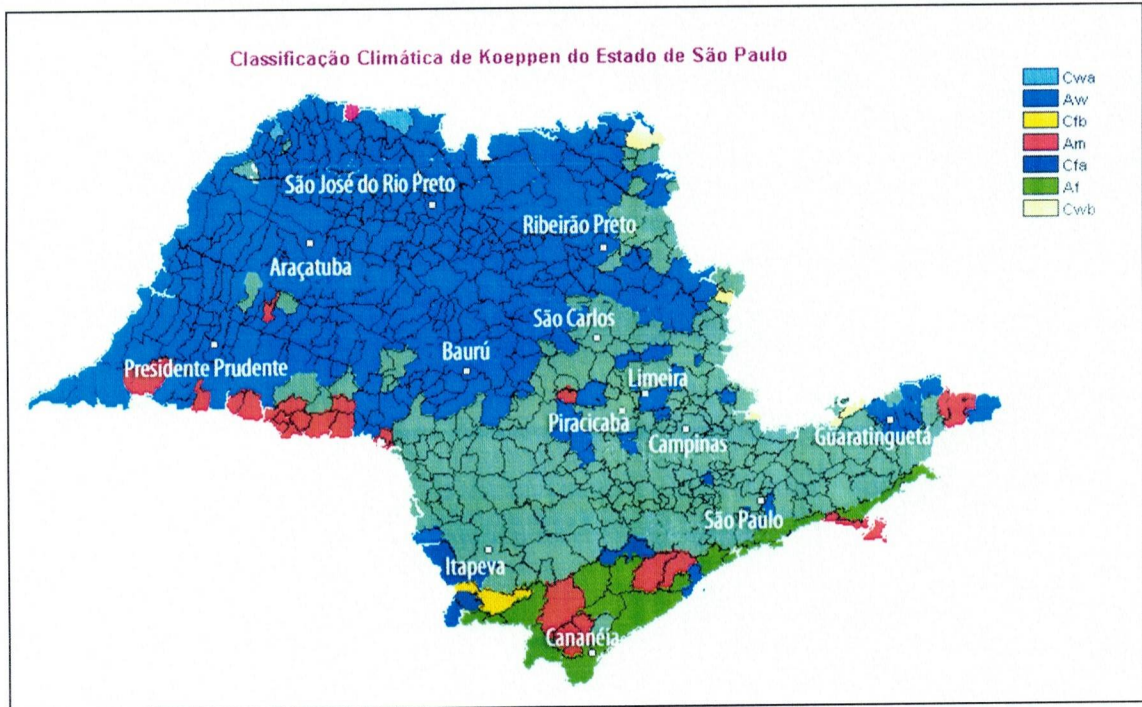 Classificação Climática de Koeppen do Estado de São Paulo
Cwa
Aw
Cfb
Am
Cfa
Af
Cwb
São José do Rio Preto
Ribeirão Preto
Araçatuba
São Carlos
Presidente Prudente
Baurú
Limeira
Piracicaba
Campinas
Guaratinguetá
São Paulo
Itapeva
Cananéia